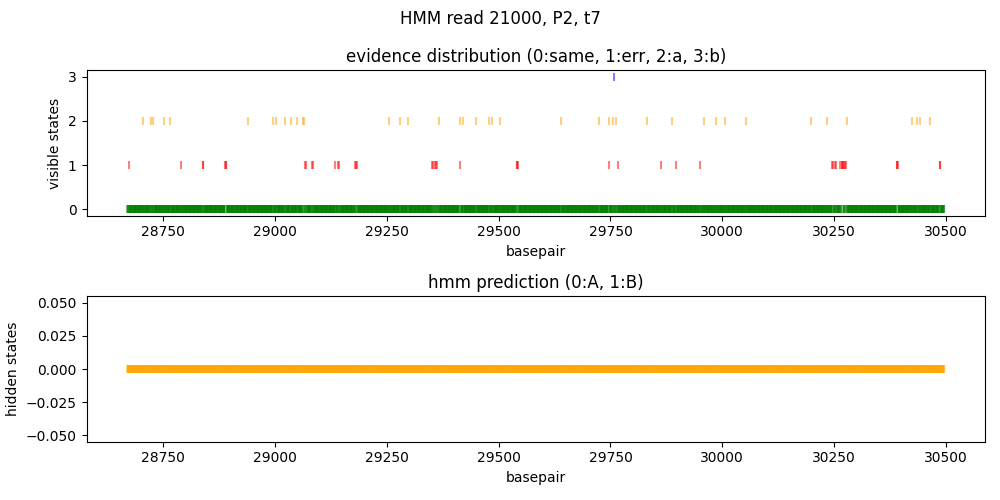 HMM read 21000, P2, t7
evidence distribution (0:same, 1:err, 2:a, 3:b)
visible states
3
2
1
0
28750 29000 29250 29500 29750 30000 30250 30500
basepair
hmm prediction (0:A, 1:B)
hidden states
0.050
0.025
0.000
−0.025
−0.050
28750 29000 29250 29500 29750 30000 30250 30500
basepair